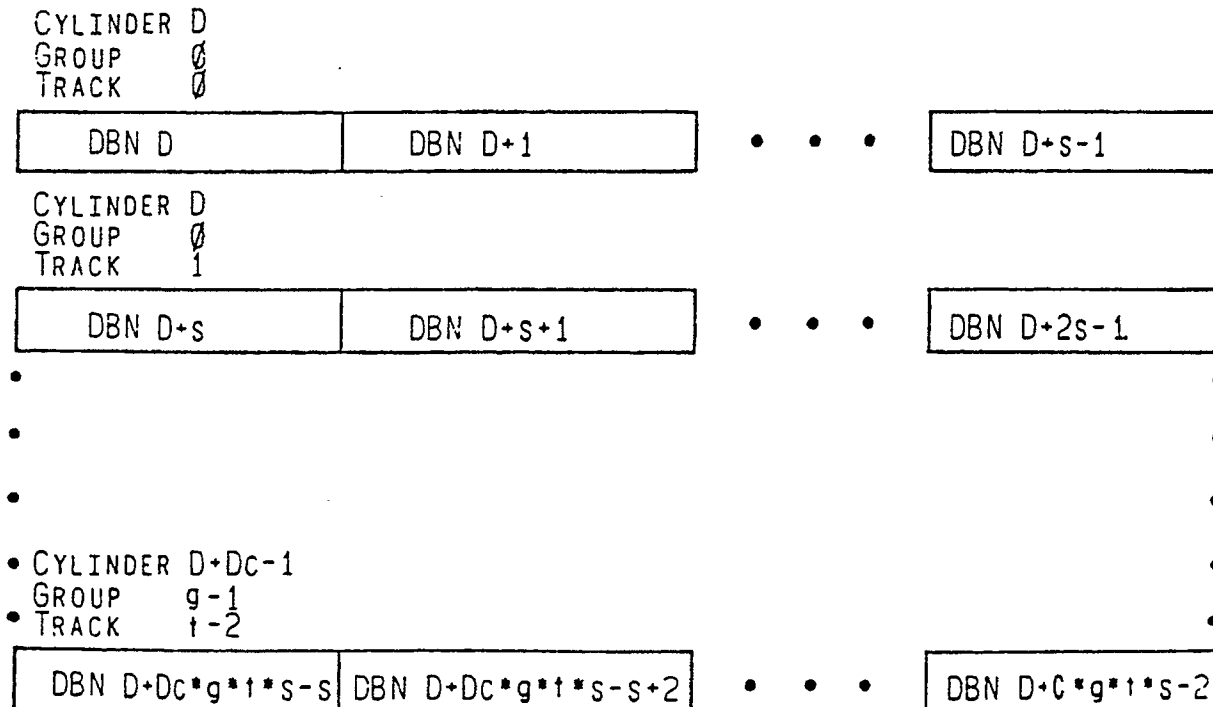 CYLINDER D
GROUP Ø
TRACK Ø
DBN D DBN D+1 • • • DBN D+s-1
CYLINDER D
GROUP Ø
TRACK 1
DBN D+s DBN D+s+1 • • • DBN D+2s-1
CYLINDER D+Dc-1
GROUP g-1
TRACK t-2
DBN D+Dc*g*t*s-s DBN D+Dc*g*t*s-s+2 • • • DBN D+C*g*t*s-2